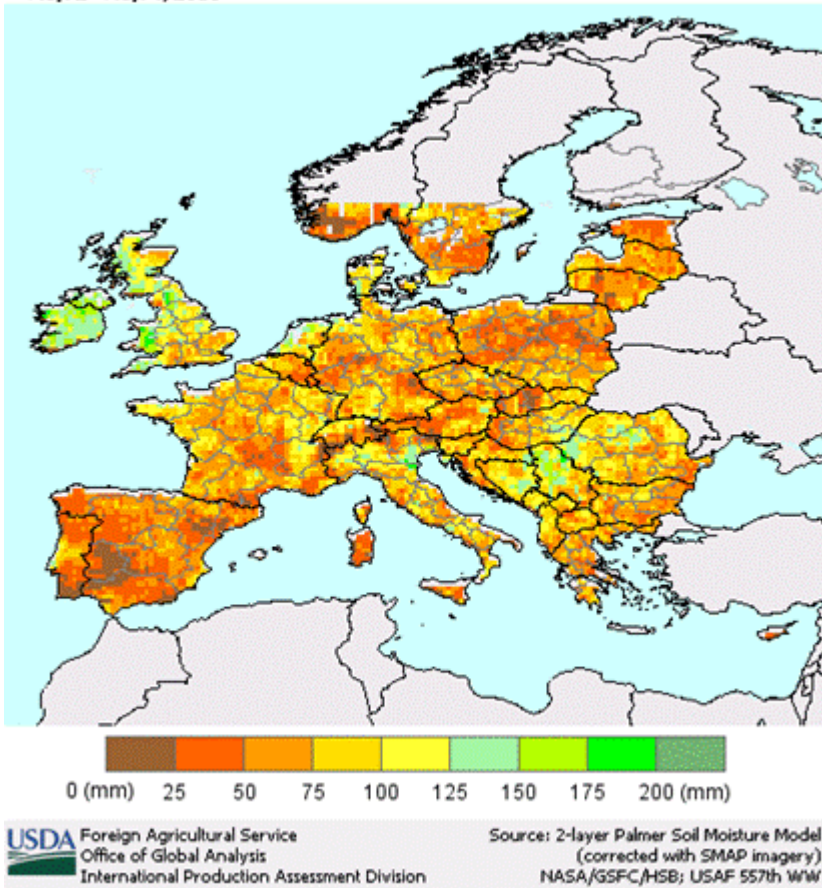 0 (mm) 25 50 75 100 125 150 175 200 (mm)
USDA Foreign Agricultural Service
Office of Global Analysis
International Production Assessment Division
Source: 2-layer Palmer Soil Moisture Model
(corrected with SMAP imagery)
NASA/GSFC/HSB; USAF 557th WW